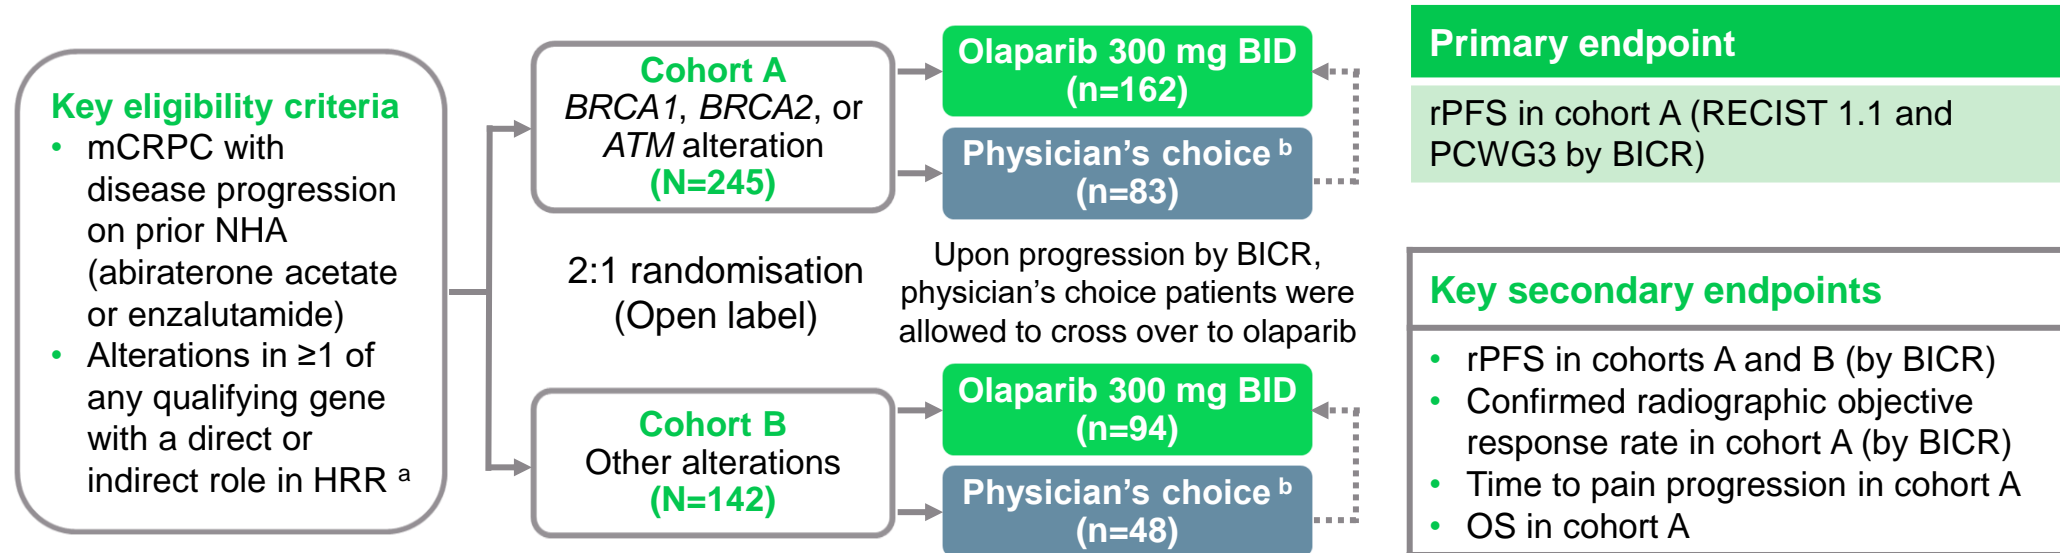 Key eligibility criteria
• mCRPC with
disease progression
on prior NHA
(abiraterone acetate
or enzalutamide)
• Alterations in ≥1 of
any qualifying gene
with a direct or
indirect role in HRR a
Cohort A
BRCA1, BRCA2, or
ATM alteration
(N=245)
2:1 randomisation
(Open label)
Cohort B
Other alterations
(N=142)
Olaparib 300 mg BID
(n=162)
Physician’s choice b
(n=83)
Upon progression by BICR,
physician’s choice patients were
allowed to cross over to olaparib
Olaparib 300 mg BID
(n=94)
Physician’s choice b
(n=48)
Primary endpoint
rPFS in cohort A (RECIST 1.1 and
PCWG3 by BICR)
Key secondary endpoints
• rPFS in cohorts A and B (by BICR)
• Confirmed radiographic objective
response rate in cohort A (by BICR)
• Time to pain progression in cohort A
• OS in cohort A